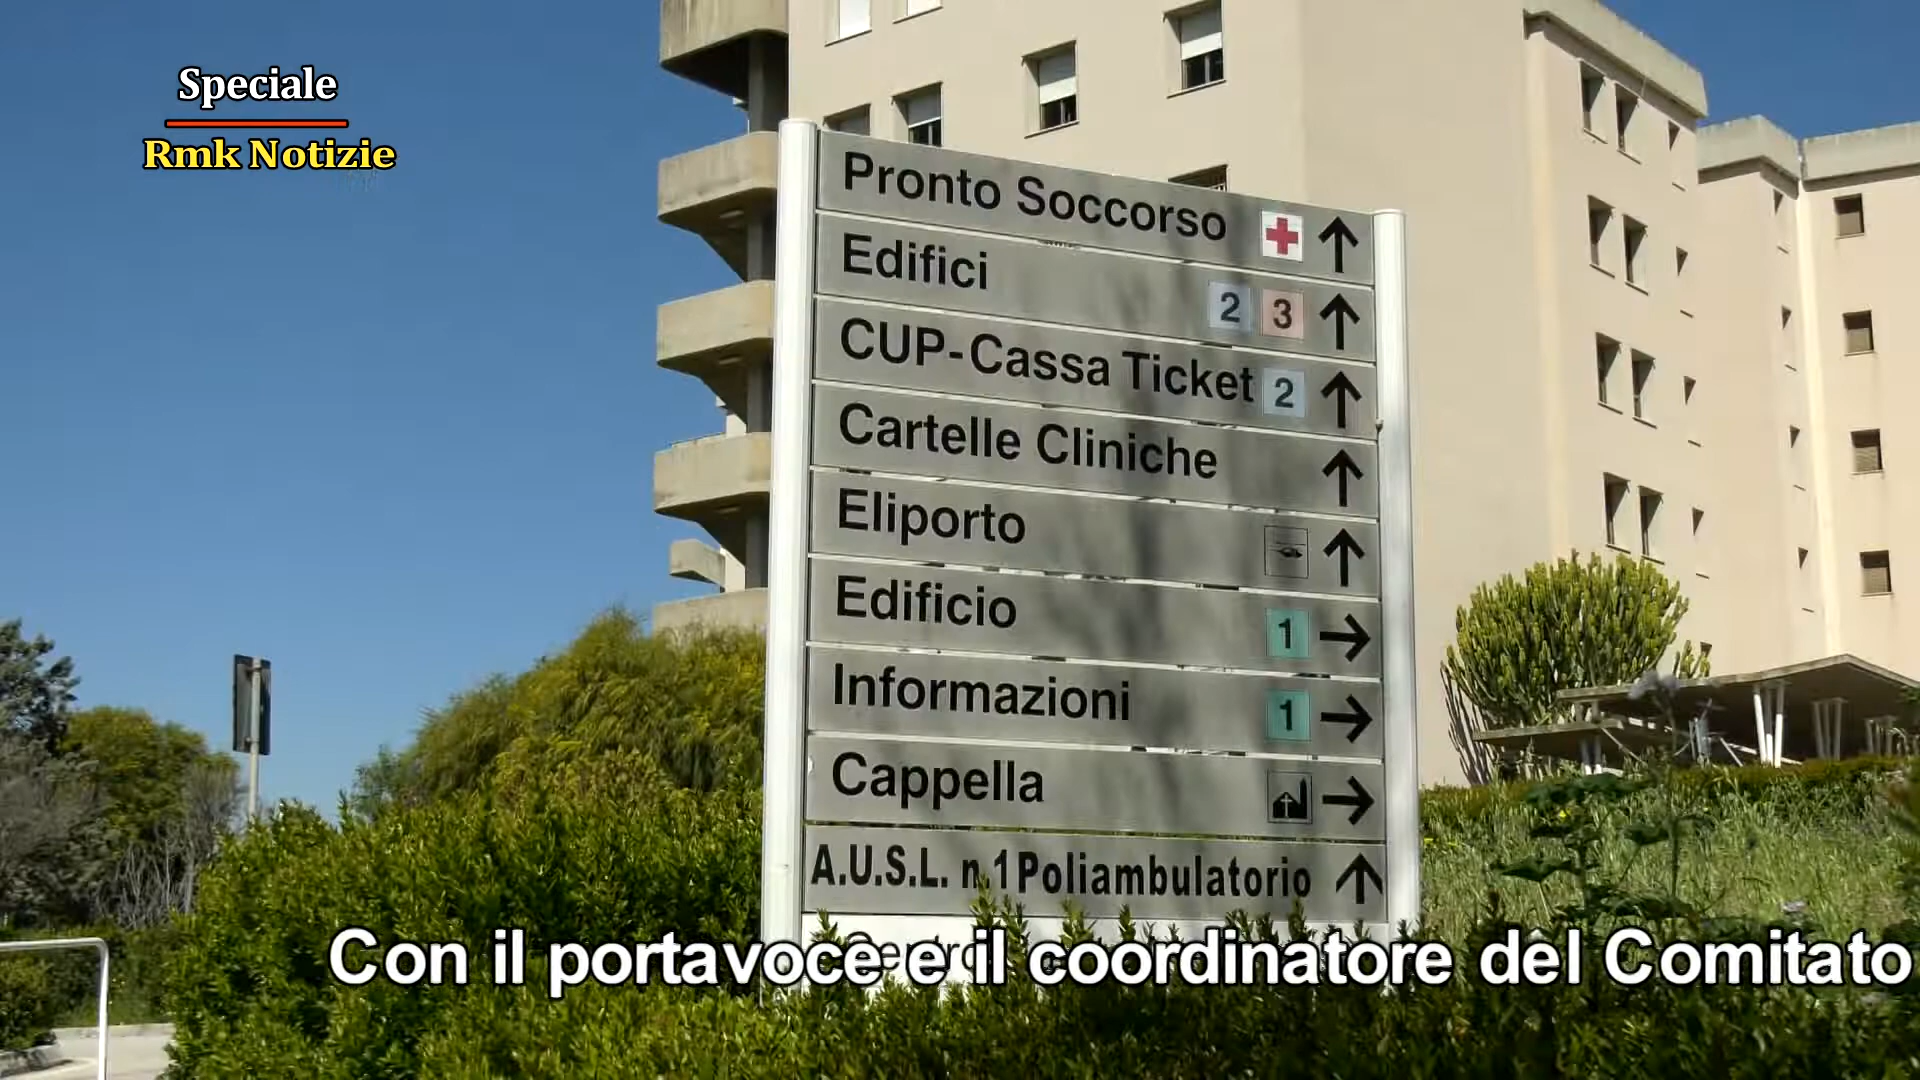 Speciale
Rmk Notizie
Pronto Soccorso
Edifici 2 3
CUP-Cassa Ticket 2
Cartelle Cliniche
Eliporto
Edificio 1
Informazioni 1
Cappella
A.U.S.L. n.1 Poliambulatorio
Con il portavoce e il coordinatore del Comitato